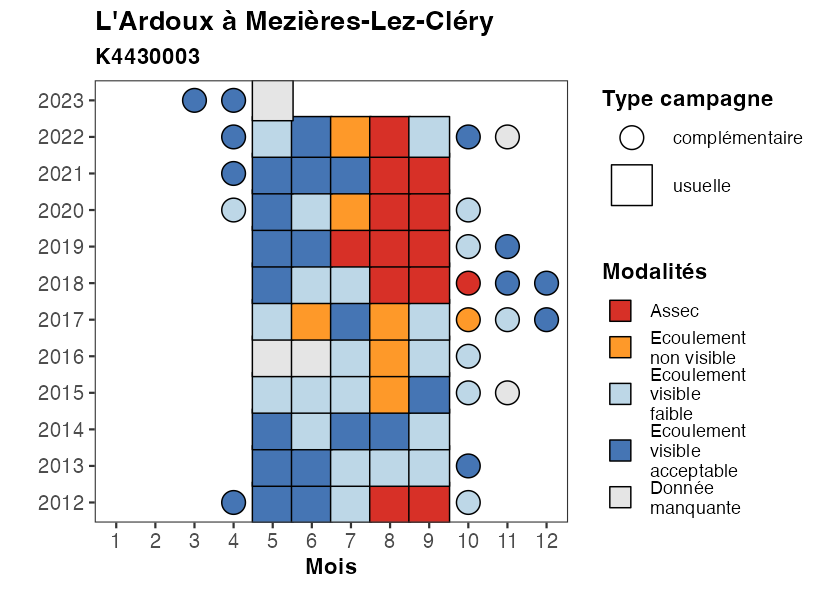 L'Ardoux à Mezières-Lez-Cléry
K4430003
2023
2022
2021
2020
2019
2018
2017
2016
2015
2014
2013
2012
1 2 3 4 5 6 7 8 9 10 11 12
Mois
Type campagne
complémentaire
usuelle
Modalités
Assec
Ecoulement
non visible
Ecoulement
visible
faible
Ecoulement
visible
acceptable
Donnée
manquante